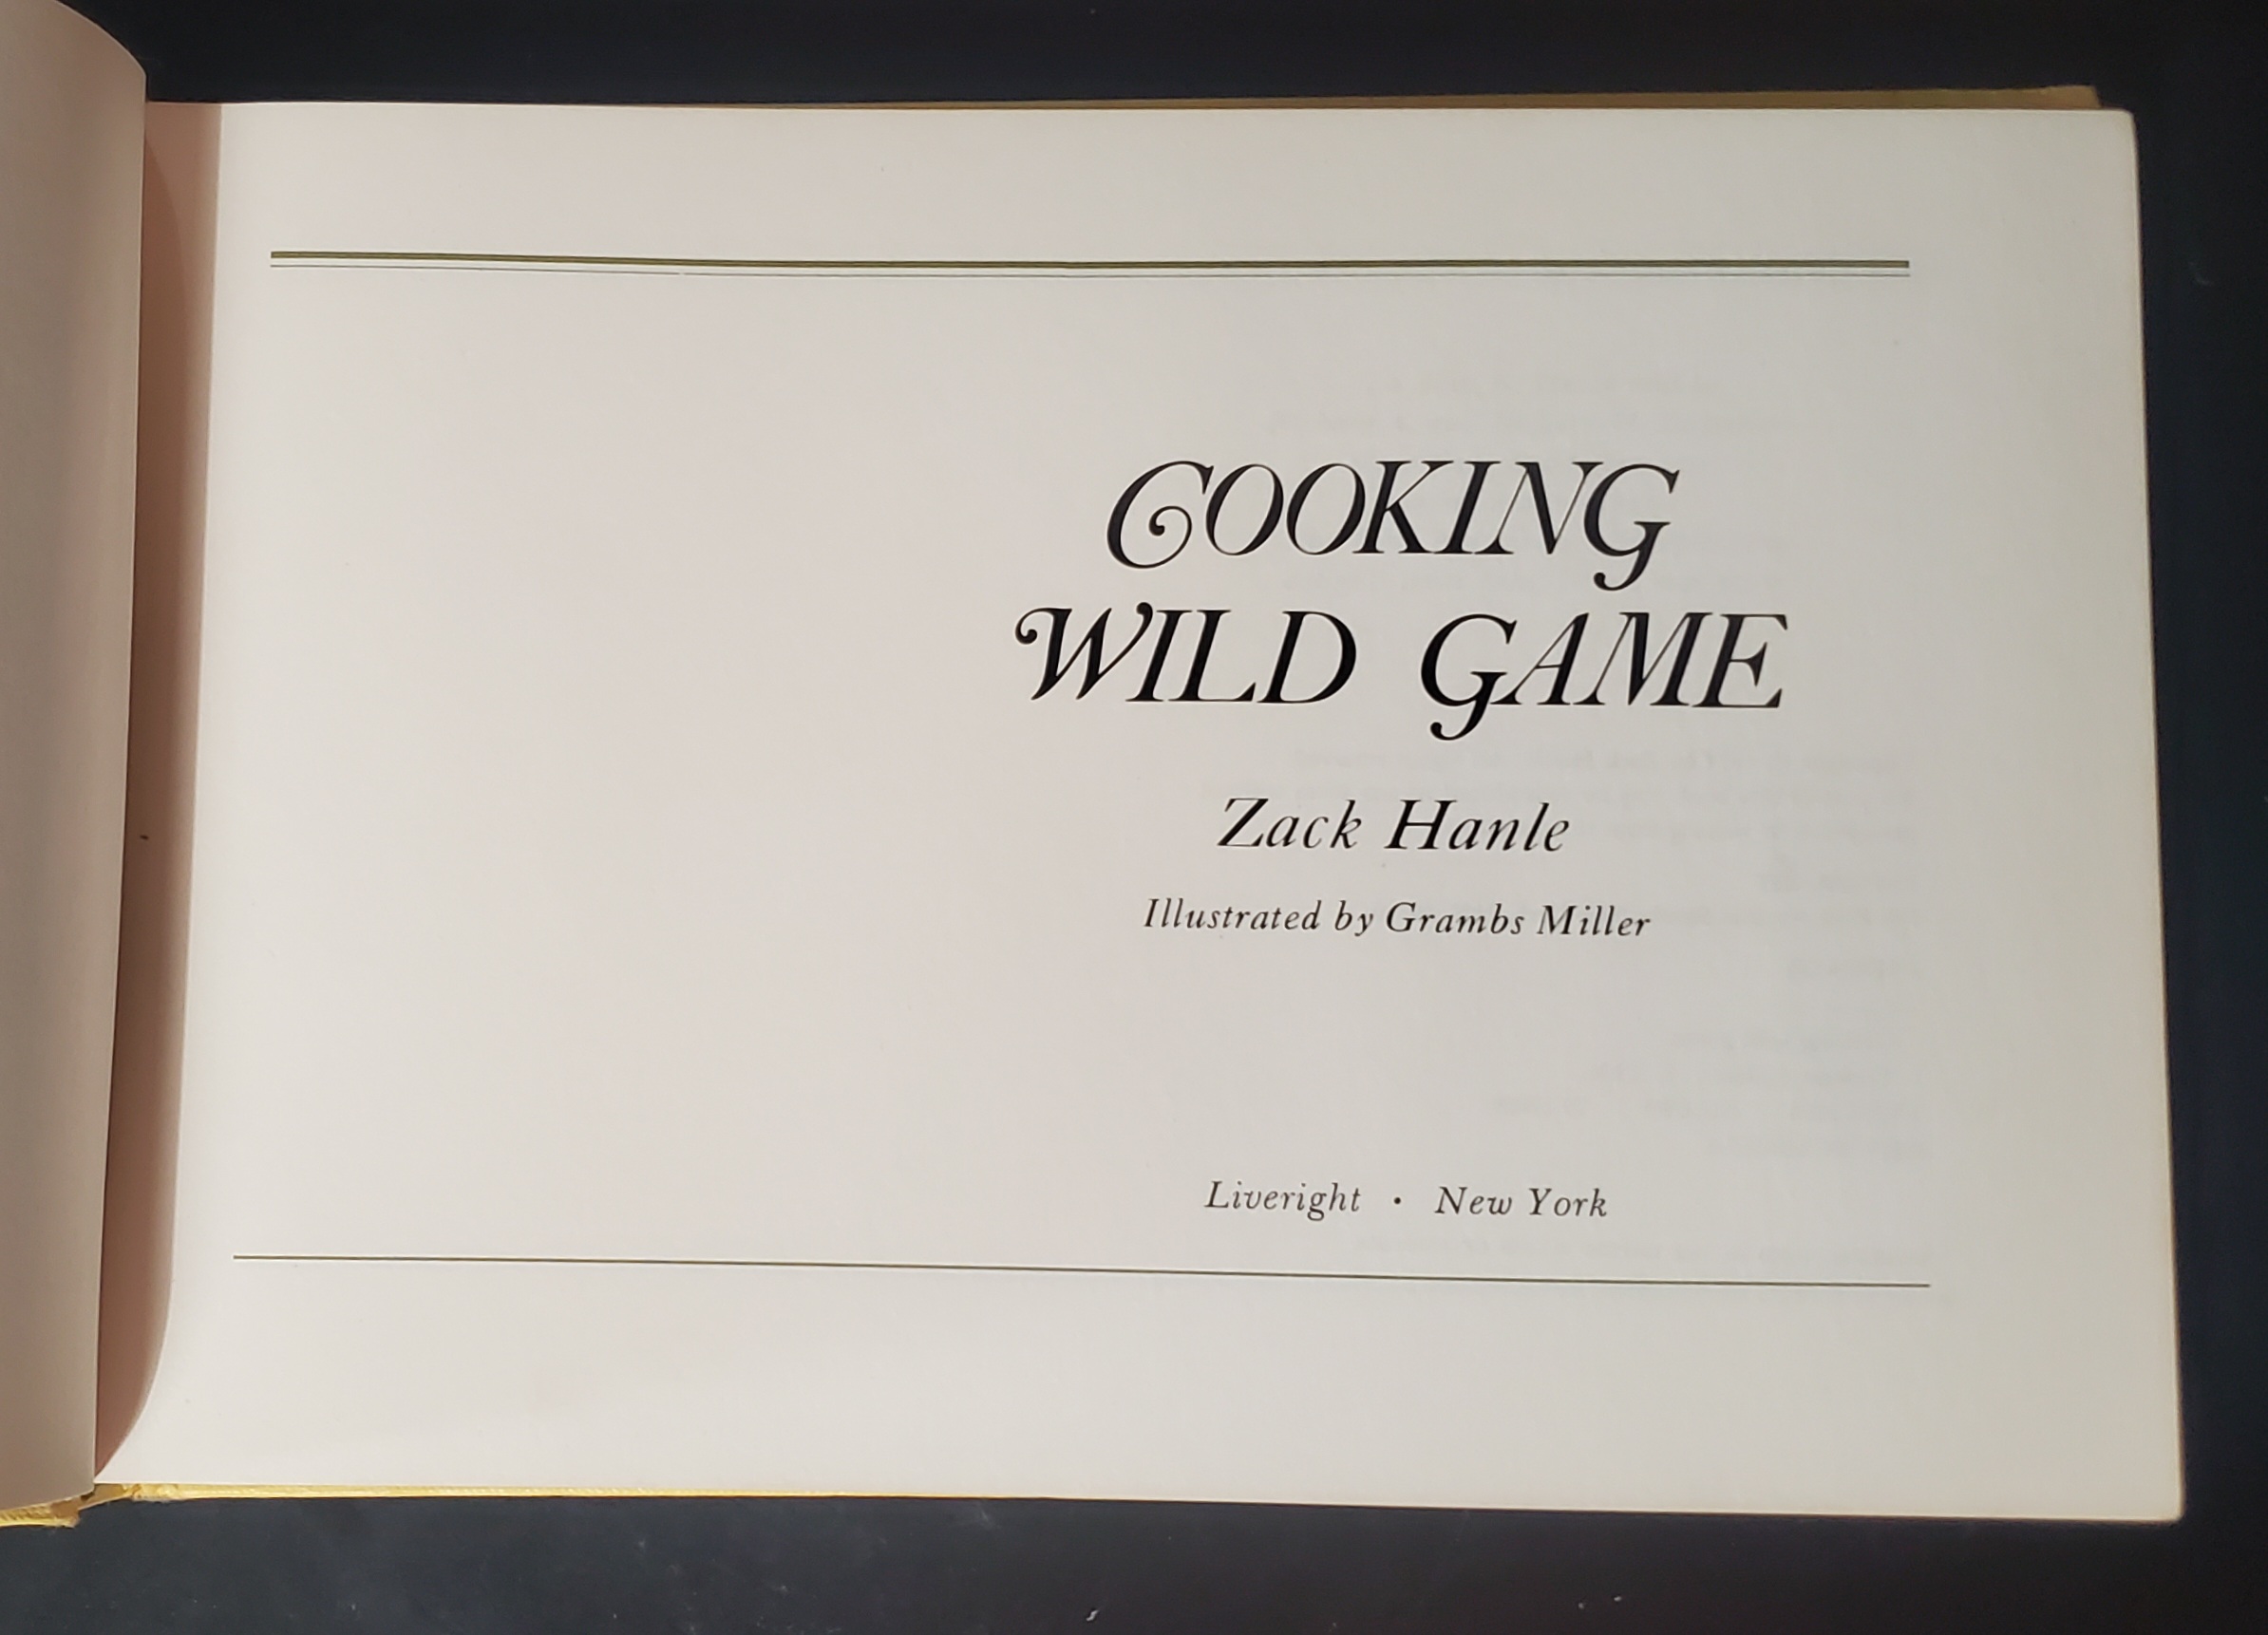 COOKING
WILD GAME
Zack Hanle
Illustrated by Grambs Miller
Liveright • New York